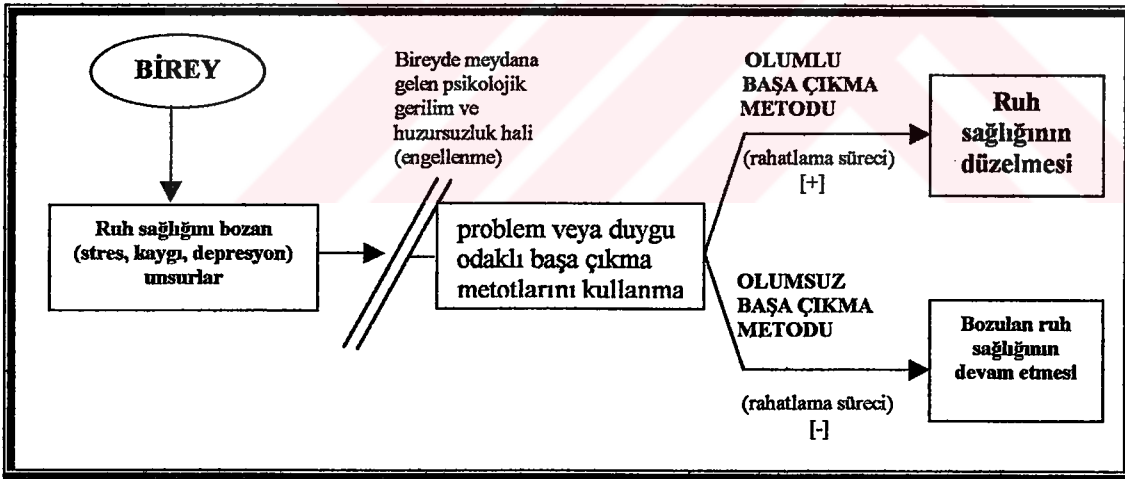 BİREY
Ruh sağlığını bozan
(stres, kaygı, depresyon)
unsurlar
Bireyde meydana
gelen psikolojik
gerilim ve
huzursuzluk hali
(engellenme)
problem veya duygu
odaklı başa çıkma
metotlarını kullanma
OLUMLU
BAŞA ÇIKMA
METODU
(rahatlama süreci)
[+]
Ruh
sağlığının
düzelmesi
OLUMSUZ
BAŞA ÇIKMA
METODU
(rahatlama süreci)
[-]
Bozulan ruh
sağlığının
devam etmesi